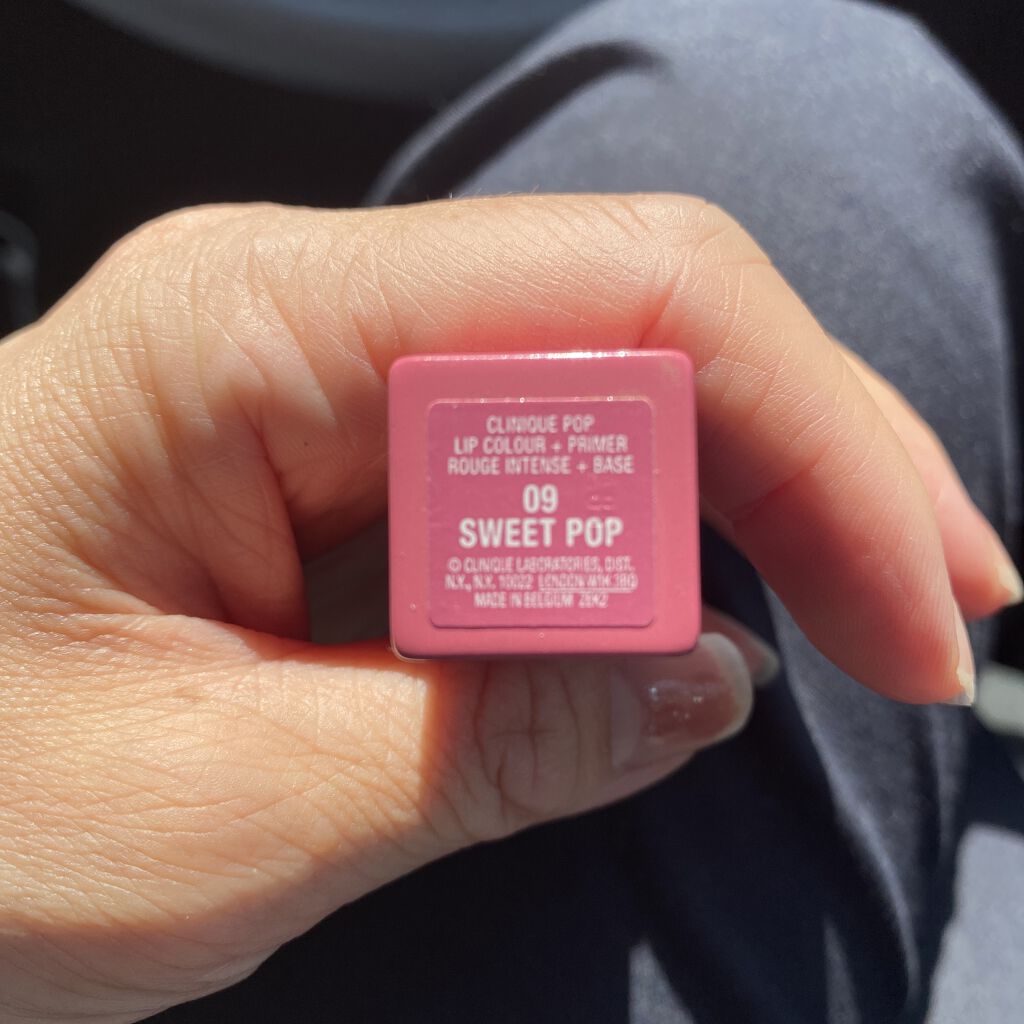 CLINIQUE POP
LIP COLOUR + PRIMER
ROUGE INTENSE + BASE
09
SWEET POP
© CLINIQUE LABORATORIES, DIST.
N.Y., N.Y. 10022 LONDON W1K 3BQ
MADE IN BELGIUM